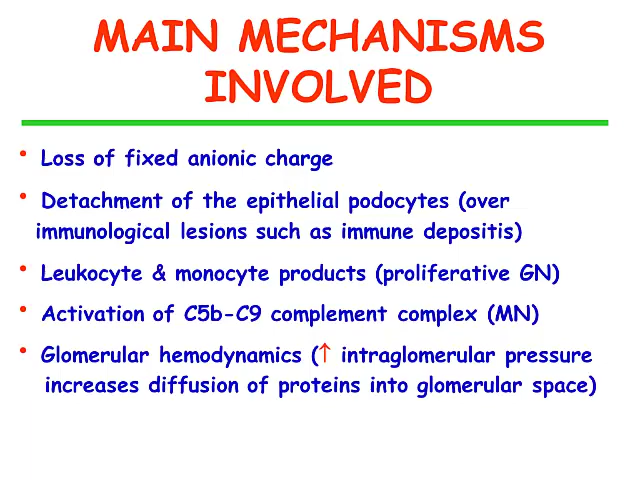 MAIN MECHANISMS
INVOLVED
• Loss of fixed anionic charge
• Detachment of the epithelial podocytes (over
immunological lesions such as immune depositis)
• Leukocyte & monocyte products (proliferative GN)
• Activation of C5b-C9 complement complex (MN)
• Glomerular hemodynamics (↑ intraglomerular pressure
increases diffusion of proteins into glomerular space)